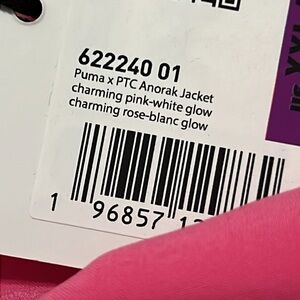 622240 01
Puma x PTC Anorak Jacket
charming pink-white glow
charming rose-blanc glow
1 96857